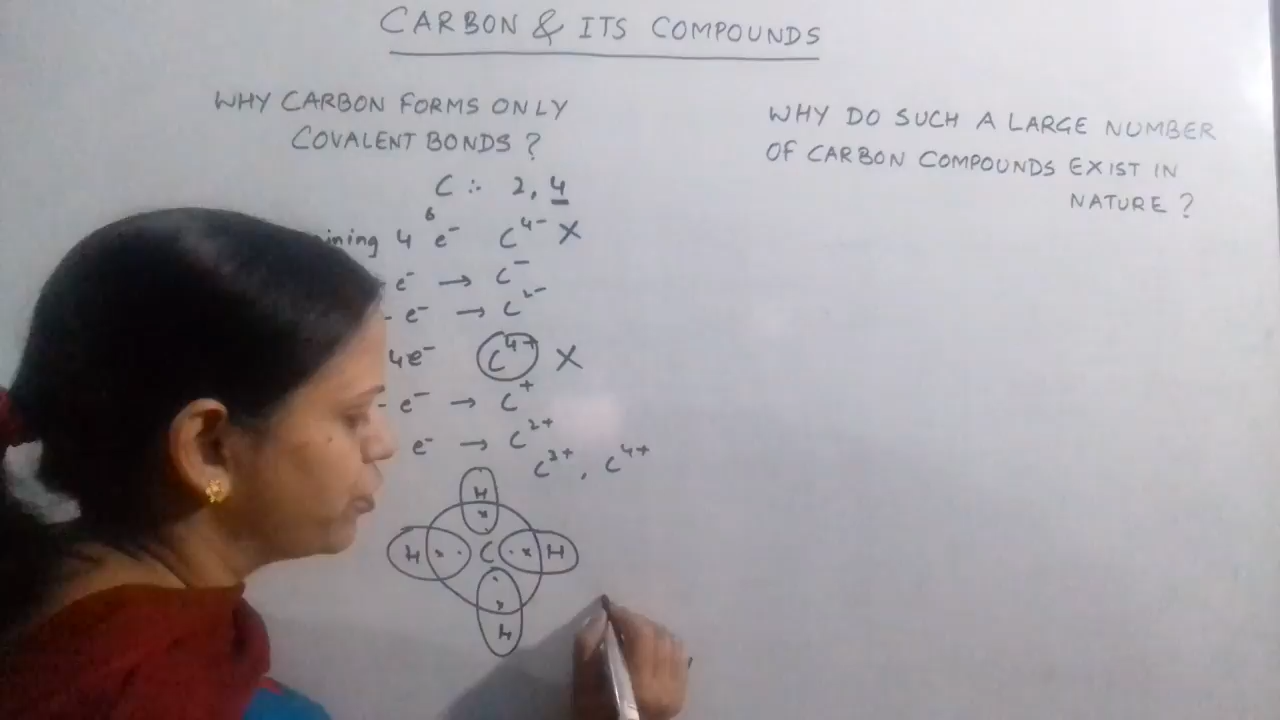 CARBON & ITS COMPOUNDS
WHY CARBON FORMS ONLY
COVALENT BONDS ?
C :- 2, 4
6
4 e⁻ C⁴⁻ X
e⁻ → C⁻
- e⁻ → C²⁻
4e⁻ C⁴⁺ X
- e⁻ → C⁺
e⁻ → C²⁺
C³⁺, C⁴⁺
H
x
H x · C · x H
·
x
H
WHY DO SUCH A LARGE NUMBER
OF CARBON COMPOUNDS EXIST IN
NATURE ?